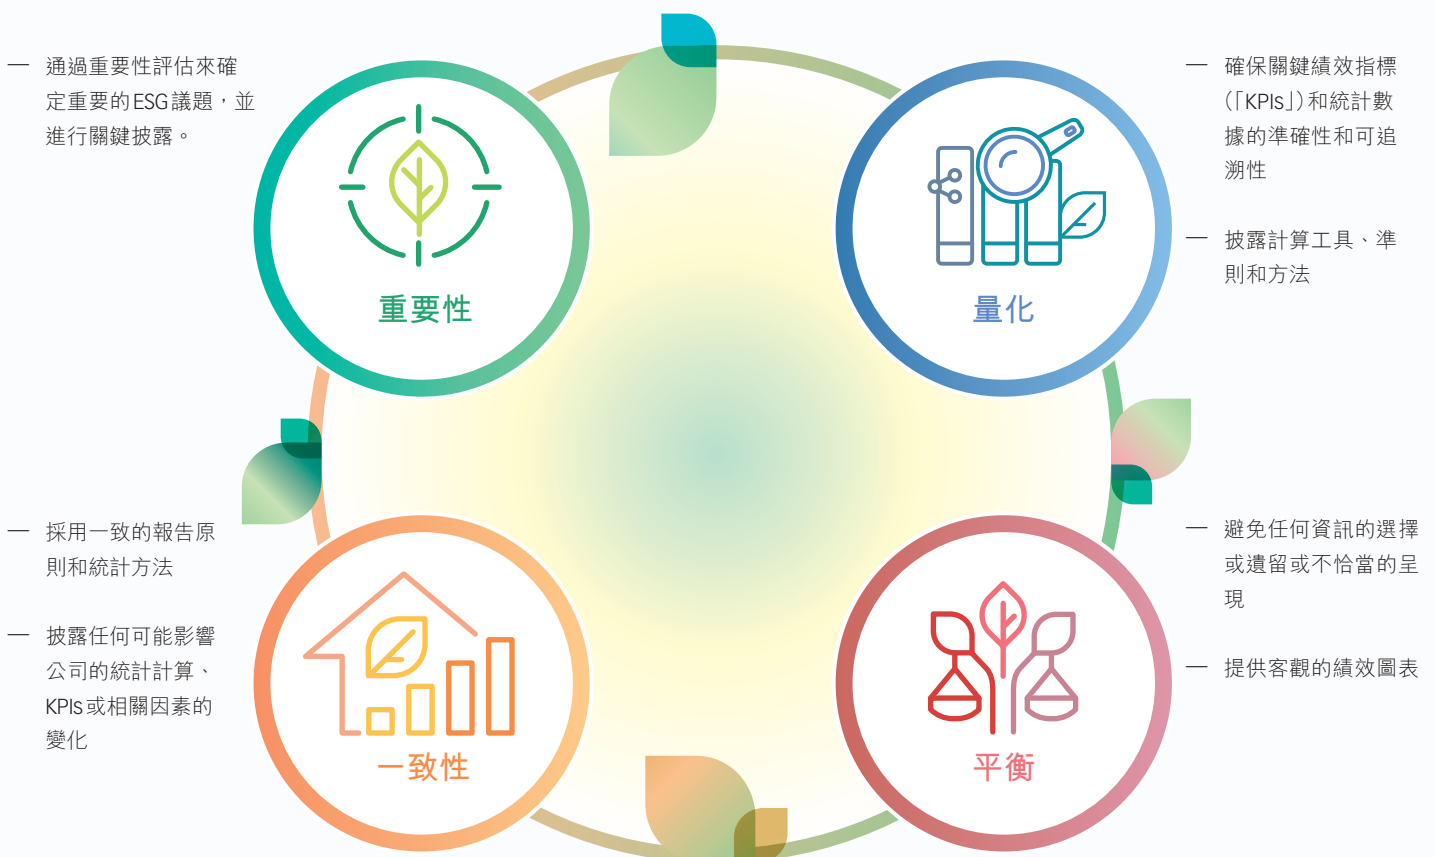 — 通過重要性評估來確
定重要的ESG議題，並
進行關鍵披露。
重要性
— 確保關鍵績效指標
(「KPIs」)和統計數
據的準確性和可追
溯性
— 披露計算工具、準
則和方法
量化
— 採用一致的報告原
則和統計方法
— 披露任何可能影響
公司的統計計算、
KPIs或相關因素的
變化
一致性
— 避免任何資訊的選擇
或遺留或不恰當的呈
現
— 提供客觀的績效圖表
平衡